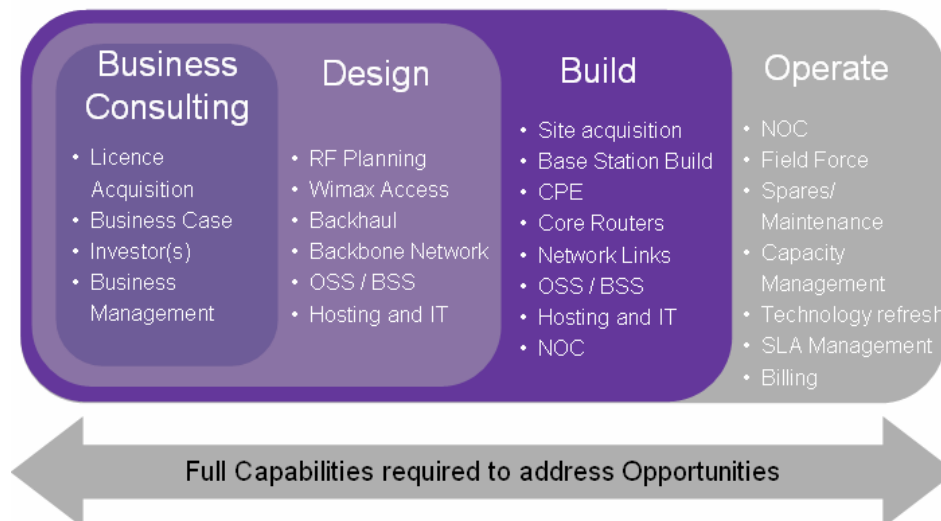 Business
Consulting
• Licence
Acquisition
• Business Case
• Investor(s)
• Business
Management
Design
• RF Planning
• Wimax Access
• Backhaul
• Backbone Network
• OSS / BSS
• Hosting and IT
Build
• Site acquisition
• Base Station Build
• CPE
• Core Routers
• Network Links
• OSS / BSS
• Hosting and IT
• NOC
Operate
• NOC
• Field Force
• Spares/
Maintenance
• Capacity
Management
• Technology refresh
• SLA Management
• Billing
Full Capabilities required to address Opportunities